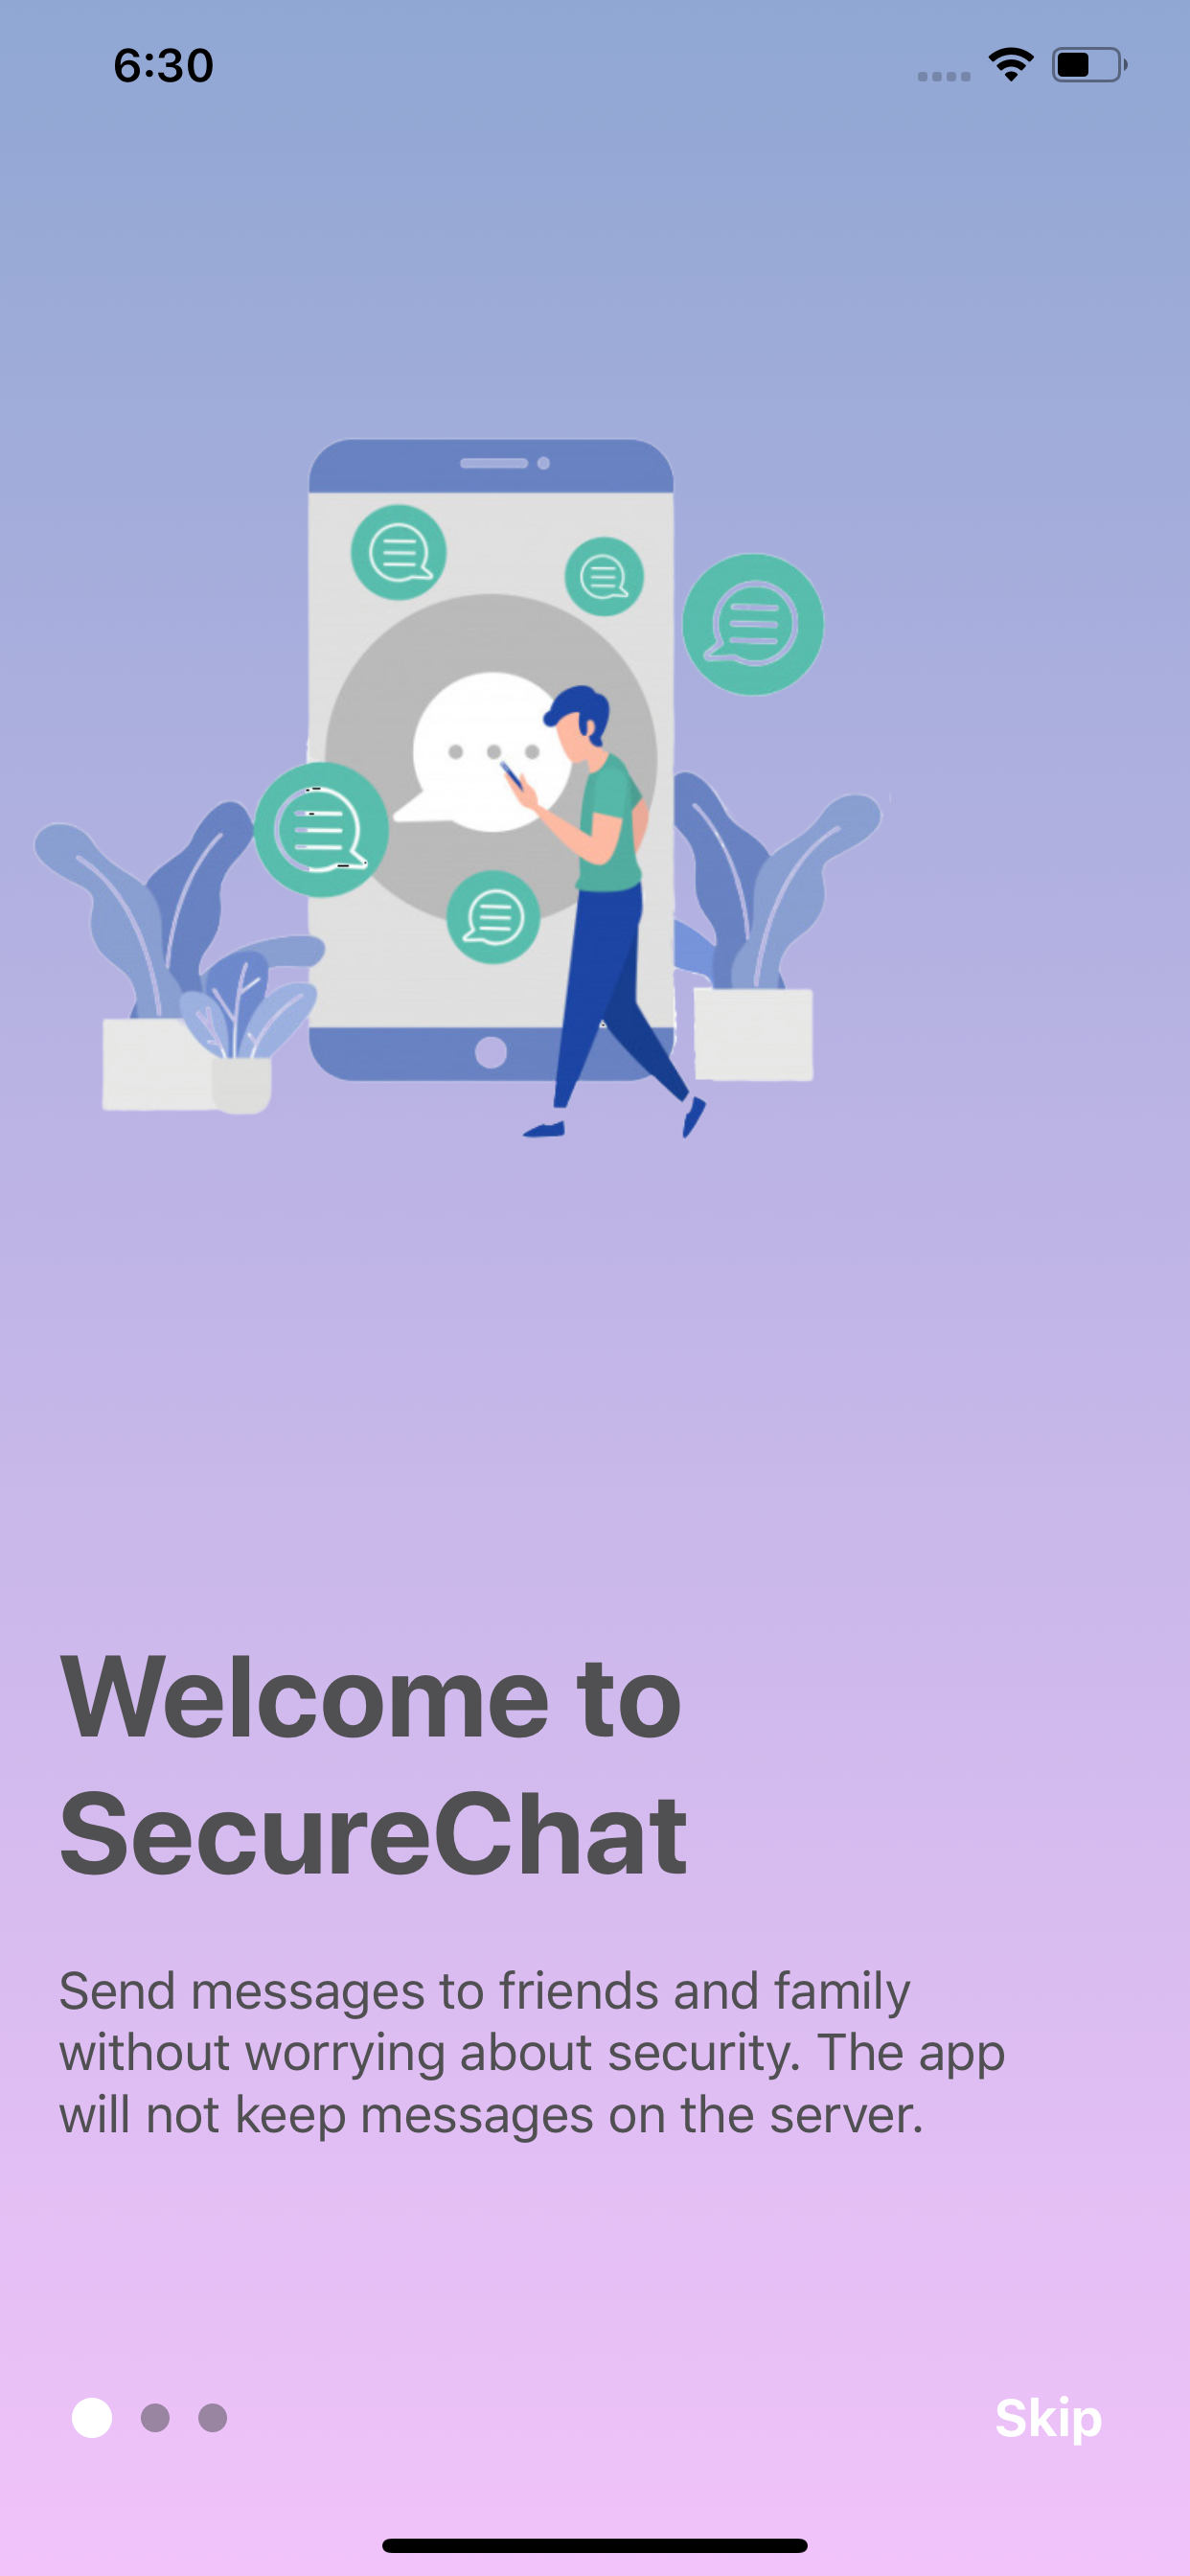 6:30
Welcome to
SecureChat
Send messages to friends and family
without worrying about security. The app
will not keep messages on the server.
Skip